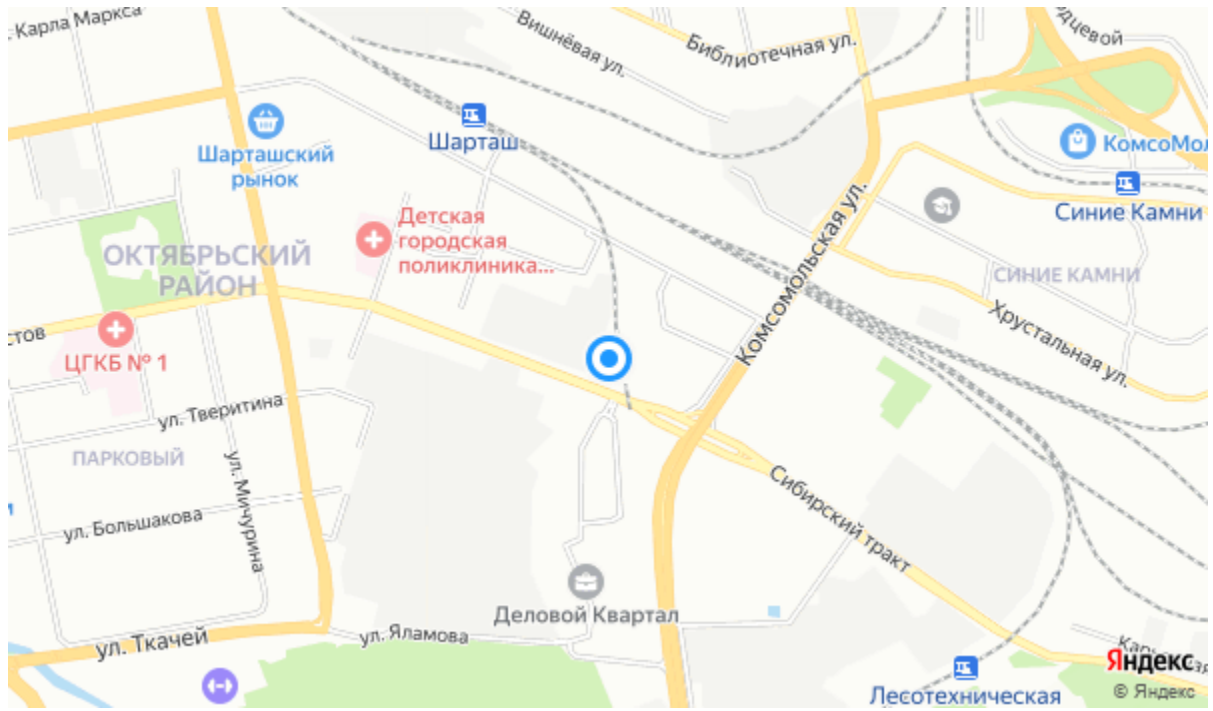 Карла Маркса
Вишнёвая ул.
Библиотечная ул.
Шарташ
Шарташский
рынок
Синие Камни
Детская
городская
поликлиника...
Комсомольская ул.
ОКТЯБРЬСКИЙ
РАЙОН
СИНИЕ КАМНИ
Хрустальная ул.
ЦГКБ № 1
ул. Тверитина
ПАРКОВЫЙ
ул. Мичурина
ул. Большакова
Сибирский тракт
Деловой Квартал
ул. Ткачей
ул. Яламова
Лесотехническая
Яндекс
© Яндекс